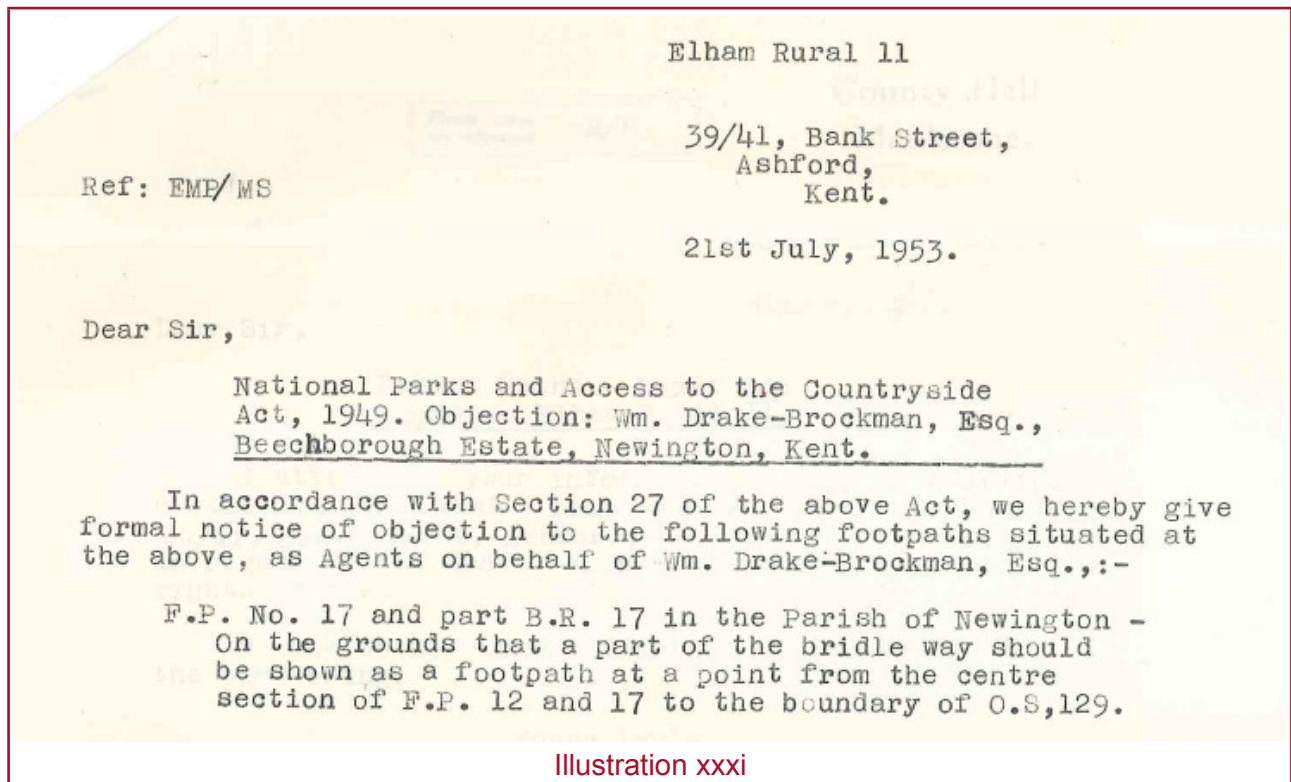 Elham Rural 11
County Hall
39/41, Bank Street,
Ashford,
Kent.
Ref: EMP/MS
21st July, 1953.
Dear Sir,
National Parks and Access to the Countryside
Act, 1949. Objection: Wm. Drake-Brockman, Esq.,
Beechborough Estate, Newington, Kent.
In accordance with Section 27 of the above Act, we hereby give
formal notice of objection to the following footpaths situated at
the above, as Agents on behalf of Wm. Drake-Brockman, Esq.,:-
F.P. No. 17 and part B.R. 17 in the Parish of Newington -
On the grounds that a part of the bridle way should
be shown as a footpath at a point from the centre
section of F.P. 12 and 17 to the boundary of O.S,129.
Illustration xxxi